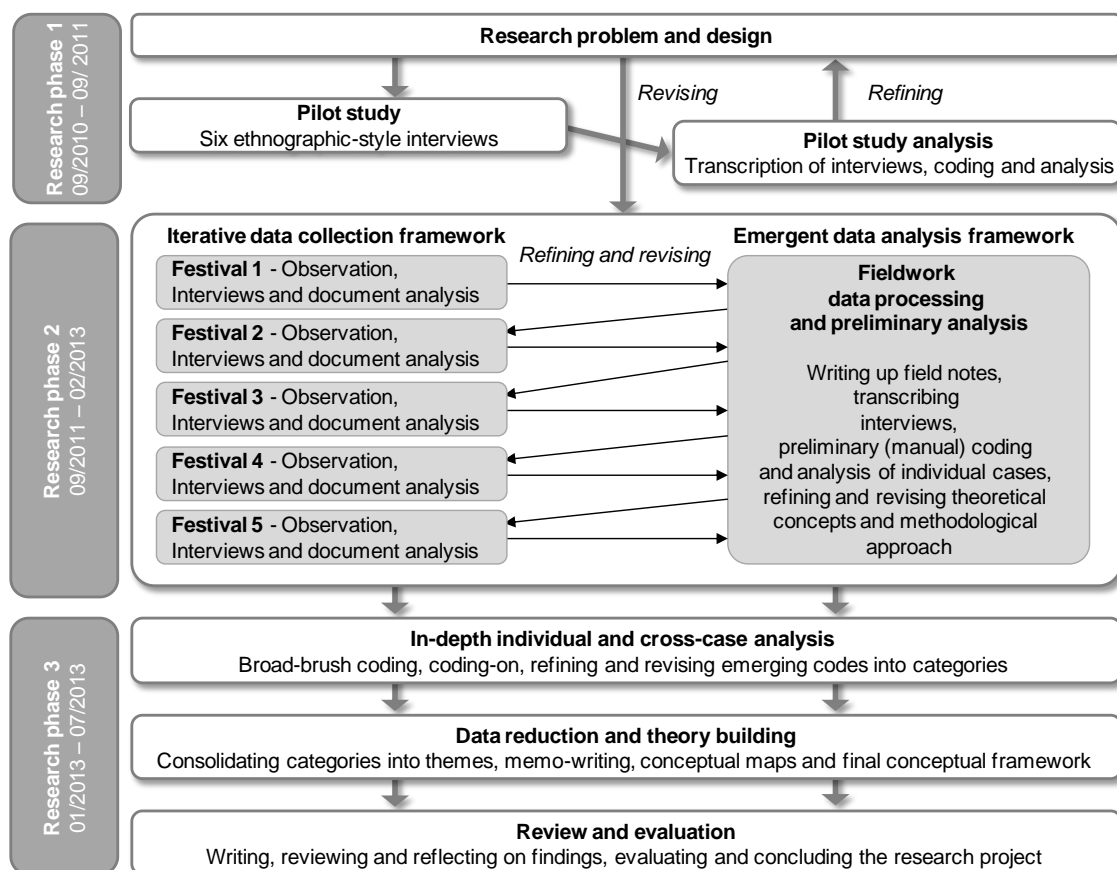 Research phase 1
09/2010 – 09/ 2011
Research problem and design
Revising
Refining
Pilot study
Six ethnographic-style interviews
Pilot study analysis
Transcription of interviews, coding and analysis
Research phase 2
09/2011 – 02/2013
Iterative data collection framework
Refining and revising
Emergent data analysis framework
Festival 1 - Observation,
Interviews and document analysis
Festival 2 - Observation,
Interviews and document analysis
Festival 3 - Observation,
Interviews and document analysis
Festival 4 - Observation,
Interviews and document analysis
Festival 5 - Observation,
Interviews and document analysis
Fieldwork
data processing
and preliminary analysis
Writing up field notes,
transcribing
interviews,
preliminary (manual) coding
and analysis of individual cases,
refining and revising theoretical
concepts and methodological
approach
Research phase 3
01/2013 – 07/2013
In-depth individual and cross-case analysis
Broad-brush coding, coding-on, refining and revising emerging codes into categories
Data reduction and theory building
Consolidating categories into themes, memo-writing, conceptual maps and final conceptual framework
Review and evaluation
Writing, reviewing and reflecting on findings, evaluating and concluding the research project